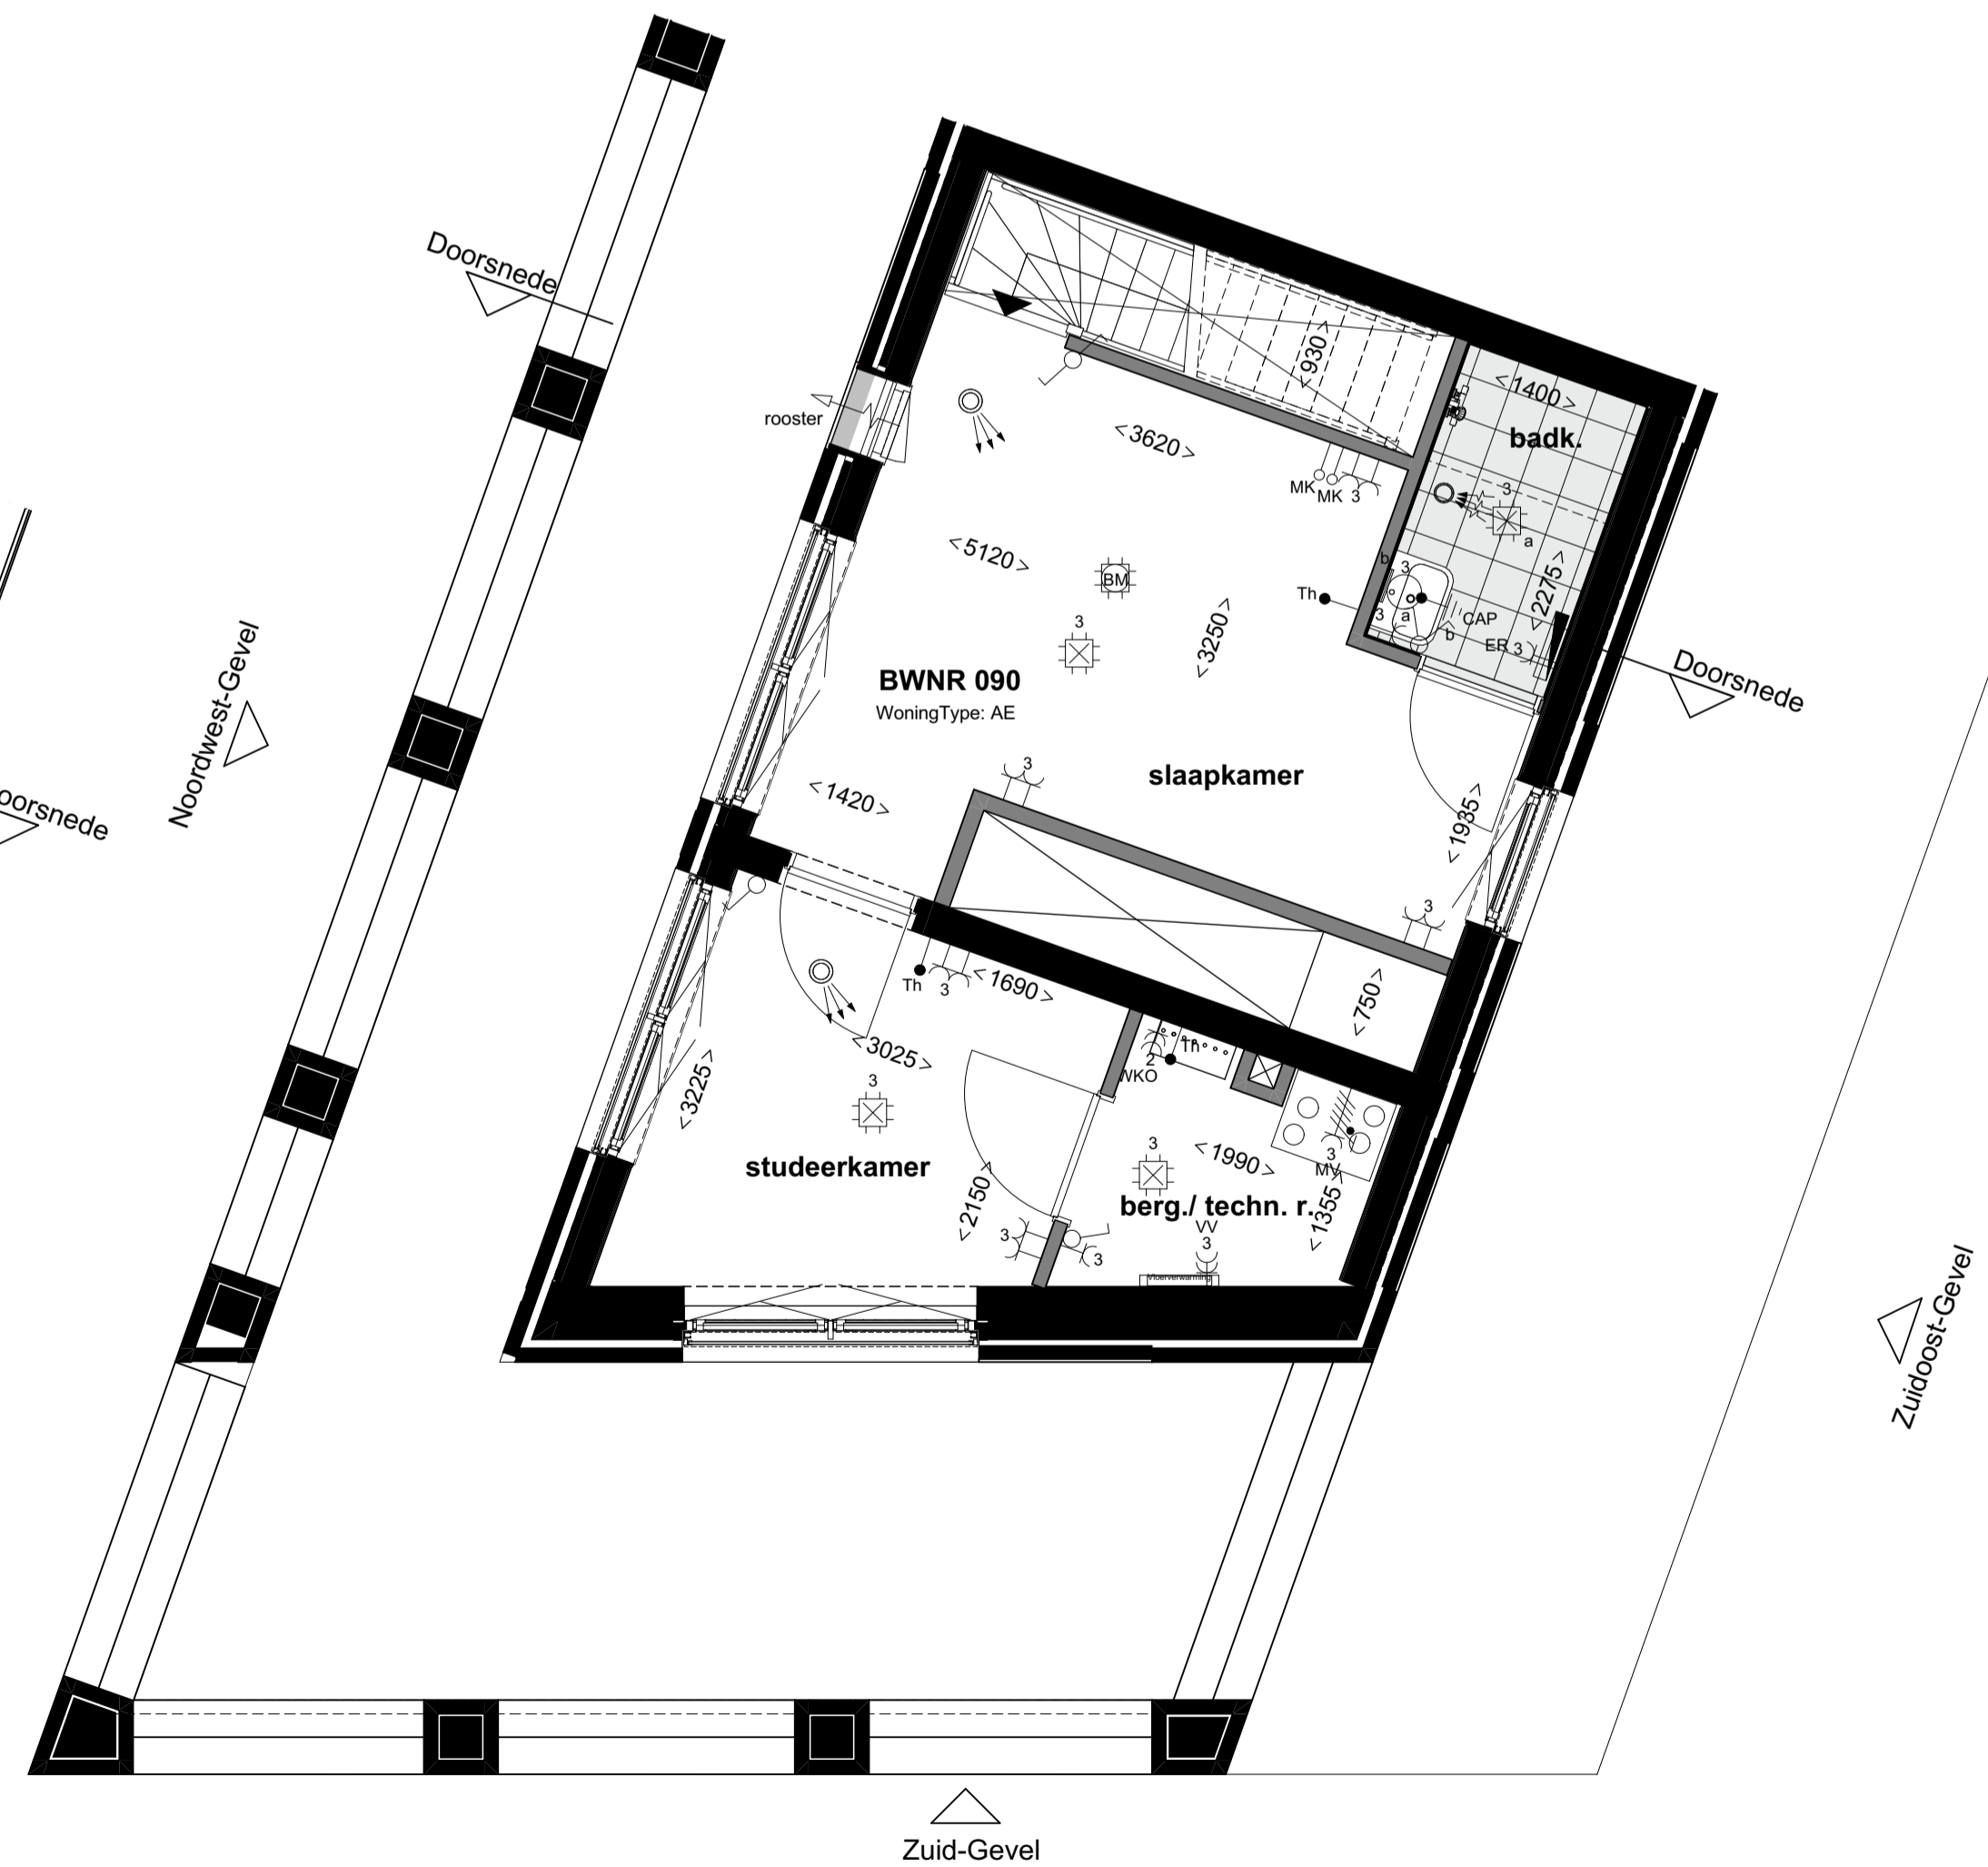 Doorsnede
<930>
<1400>
rooster
<3620>
badk.
MK
MK
3
3
a
<5120>
BM
b
3
<2275>
Th
3
a
'CAP
b
ER 3
3
<3250>
Noordwest-Gevel
BWNR 090
WoningType: AE
Doorsnede
3
slaapkamer
<1420>
<1935>
oorsnede
3
Th
3
<1690>
<750>
<3025>
Th
2
WKO
<3225>
3
3
<1990>
3
MV
studeerkamer
<2150>
berg./ techn. r.
<1355>
VV
3
3
3
Vloerverwarming
Zuidoost-Gevel
Zuid-Gevel